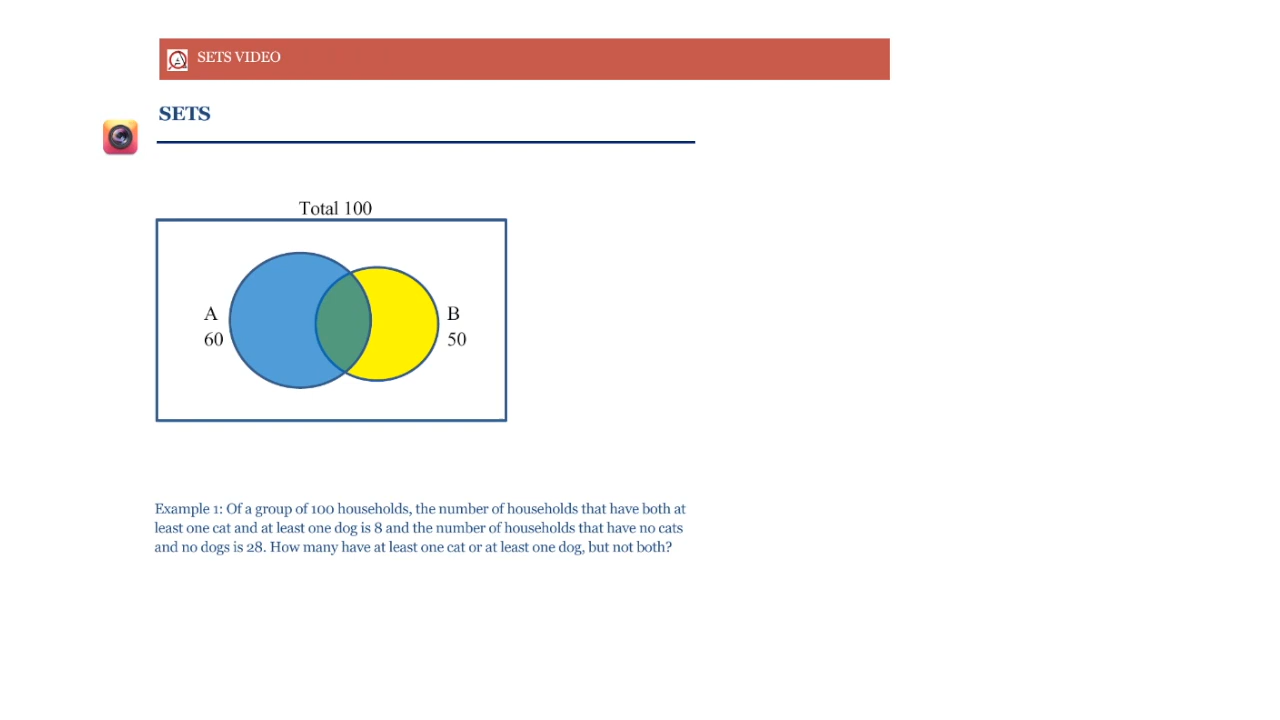 SETS VIDEO
SETS
Total 100
A
60
B
50
Example 1: Of a group of 100 households, the number of households that have both at
least one cat and at least one dog is 8 and the number of households that have no cats
and no dogs is 28. How many have at least one cat or at least one dog, but not both?